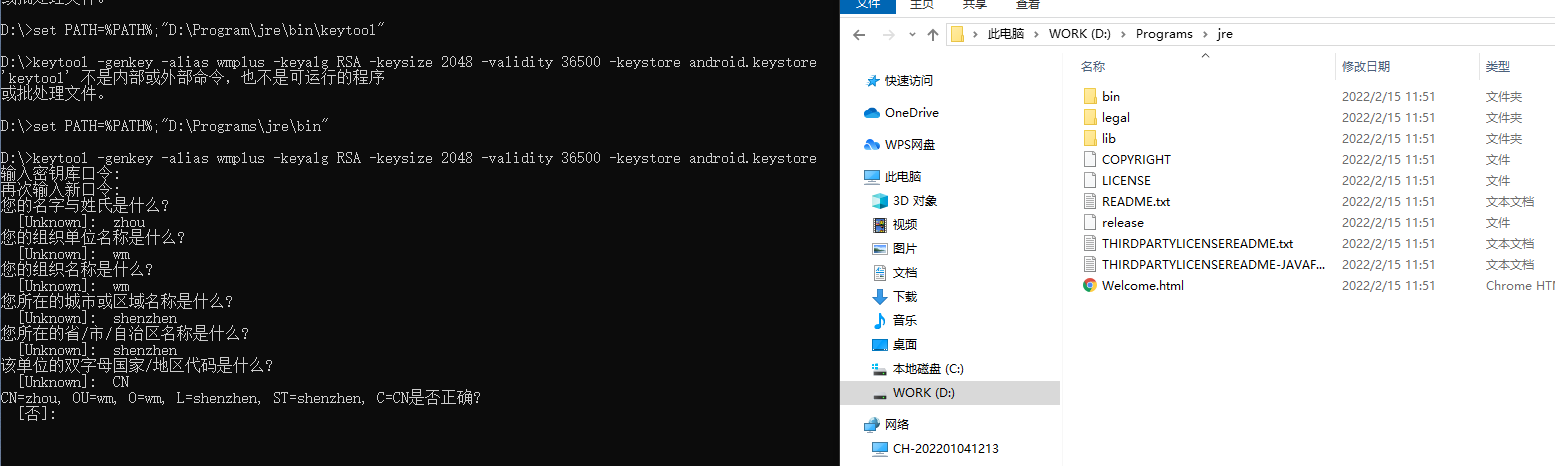 或批处理文件。
D:\>set PATH=%PATH%;"D:\Program\jre\bin\keytool"
D:\>keytool -genkey -alias wmplus -keyalg RSA -keysize 2048 -validity 36500 -keystore android.keystore
'keytool' 不是内部或外部命令，也不是可运行的程序
或批处理文件。
D:\>set PATH=%PATH%;"D:\Programs\jre\bin"
D:\>keytool -genkey -alias wmplus -keyalg RSA -keysize 2048 -validity 36500 -keystore android.keystore
输入密钥库口令:
再次输入新口令:
您的名字与姓氏是什么?
[Unknown]:  zhou
您的组织单位名称是什么?
[Unknown]:  wm
您的组织名称是什么?
[Unknown]:  wm
您所在的城市或区域名称是什么?
[Unknown]:  shenzhen
您所在的省/市/自治区名称是什么?
[Unknown]:  shenzhen
该单位的双字母国家/地区代码是什么?
[Unknown]:  CN
CN=zhou, OU=wm, O=wm, L=shenzhen, ST=shenzhen, C=CN是否正确?
[否]:
文件 主页 共享 查看
此电脑 > WORK (D:) > Programs > jre
快速访问
OneDrive
WPS网盘
此电脑
3D 对象
视频
图片
文档
下载
音乐
桌面
本地磁盘 (C:)
WORK (D:)
网络
CH-202201041213
名称 修改日期 类型
bin 2022/2/15 11:51 文件夹
legal 2022/2/15 11:51 文件夹
lib 2022/2/15 11:51 文件夹
COPYRIGHT 2022/2/15 11:51 文件
LICENSE 2022/2/15 11:51 文件
README.txt 2022/2/15 11:51 文本文档
release 2022/2/15 11:51 文件
THIRDPARTYLICENSEREADME.txt 2022/2/15 11:51 文本文档
THIRDPARTYLICENSEREADME-JAVAF... 2022/2/15 11:51 文本文档
Welcome.html 2022/2/15 11:51 Chrome HT